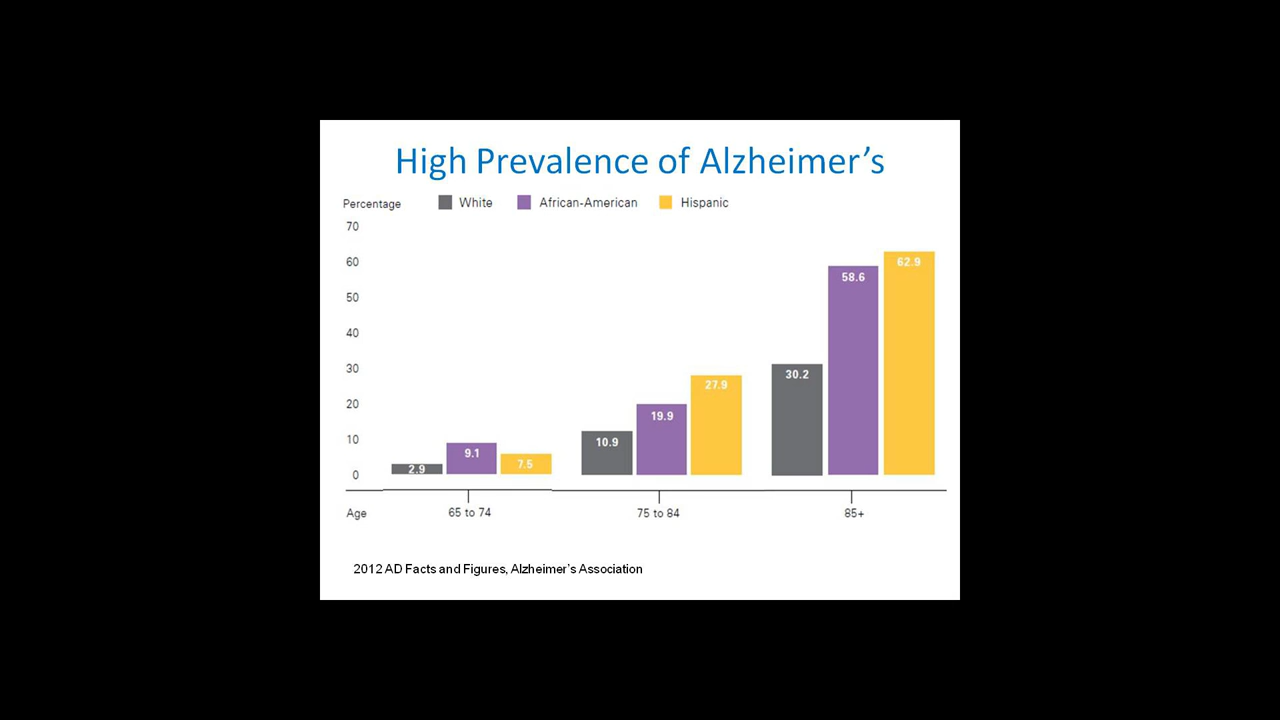 High Prevalence of Alzheimer’s
Percentage White African-American Hispanic
70
60
50
40
30
20
10
0
2.9 9.1 7.5
10.9 19.9 27.9
30.2 58.6 62.9
Age 65 to 74 75 to 84 85+
2012 AD Facts and Figures, Alzheimer’s Association